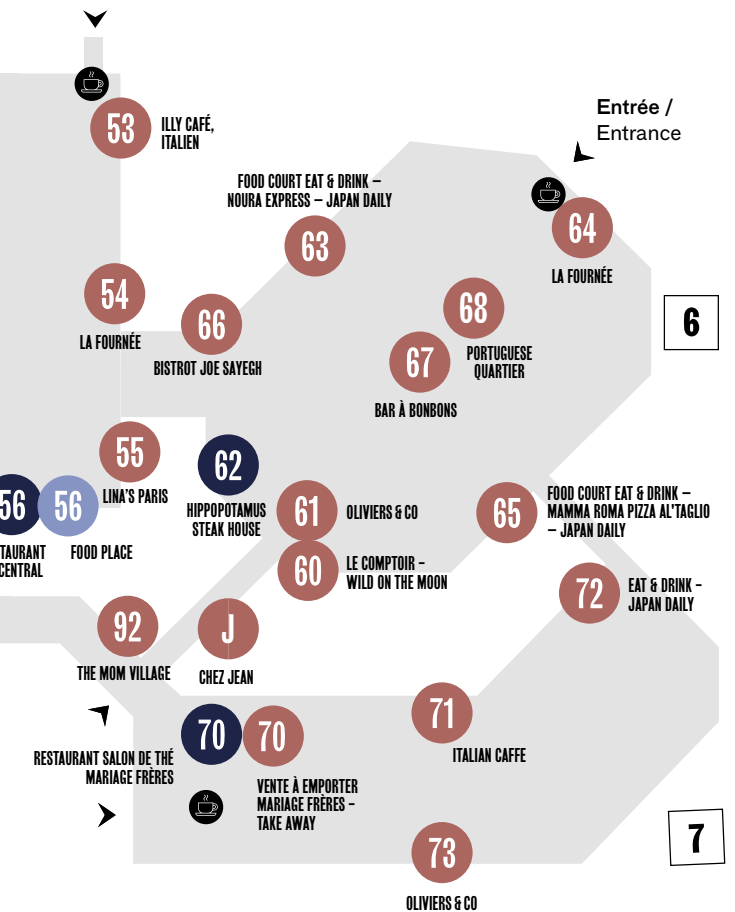 53
ILLY CAFÉ,
ITALIEN
Entrée /
Entrance
FOOD COURT EAT & DRINK –
NOURA EXPRESS – JAPAN DAILY
63
64
LA FOURNÉE
54
LA FOURNÉE
66
BISTROT JOE SAYEGH
68
PORTUGUESE
QUARTIER
67
BAR À BONBONS
6
55
LINA'S PARIS
62
HIPPOPOTAMUS
STEAK HOUSE
56
TAURANT
CENTRAL
56
FOOD PLACE
61
OLIVIERS & CO
60
LE COMPTOIR –
WILD ON THE MOON
65
FOOD COURT EAT & DRINK –
MAMMA ROMA PIZZA AL'TAGLIO
– JAPAN DAILY
72
EAT & DRINK –
JAPAN DAILY
92
THE MOM VILLAGE
J
CHEZ JEAN
70
RESTAURANT SALON DE THÉ
MARIAGE FRÈRES
70
VENTE À EMPORTER
MARIAGE FRÈRES –
TAKE AWAY
71
ITALIAN CAFFE
7
73
OLIVIERS & CO